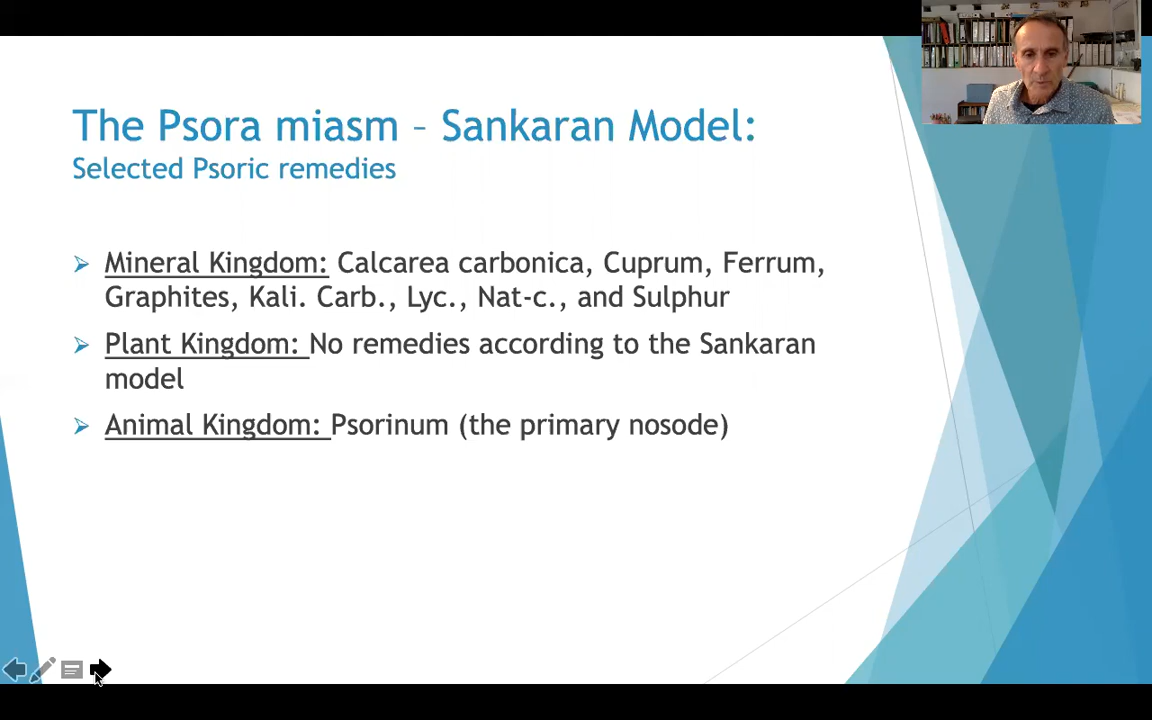 The Psora miasm – Sankaran Model:
Selected Psoric remedies
Mineral Kingdom: Calcarea carbonica, Cuprum, Ferrum,
Graphites, Kali. Carb., Lyc., Nat-c., and Sulphur
Plant Kingdom: No remedies according to the Sankaran
model
Animal Kingdom: Psorinum (the primary nosode)